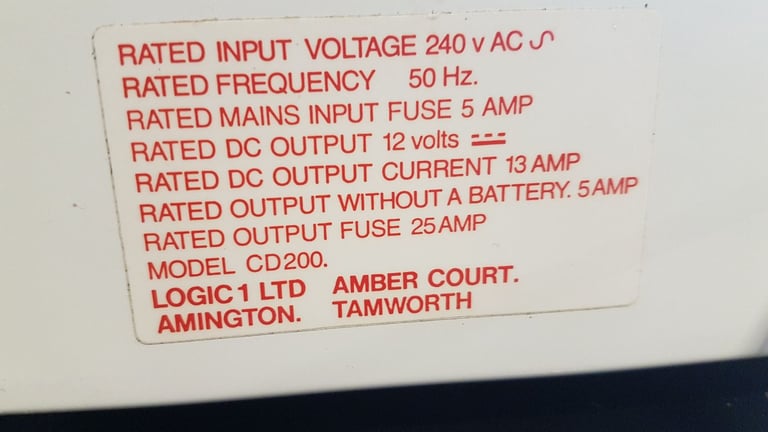 RATED INPUT VOLTAGE 240 v AC
RATED FREQUENCY 50 Hz.
RATED MAINS INPUT FUSE 5 AMP
RATED DC OUTPUT 12 volts
RATED DC OUTPUT CURRENT 13 AMP
RATED OUTPUT WITHOUT A BATTERY. 5 AMP
RATED OUTPUT FUSE 25 AMP
MODEL CD200.
LOGIC 1 LTD AMBER COURT.
AMINGTON. TAMWORTH